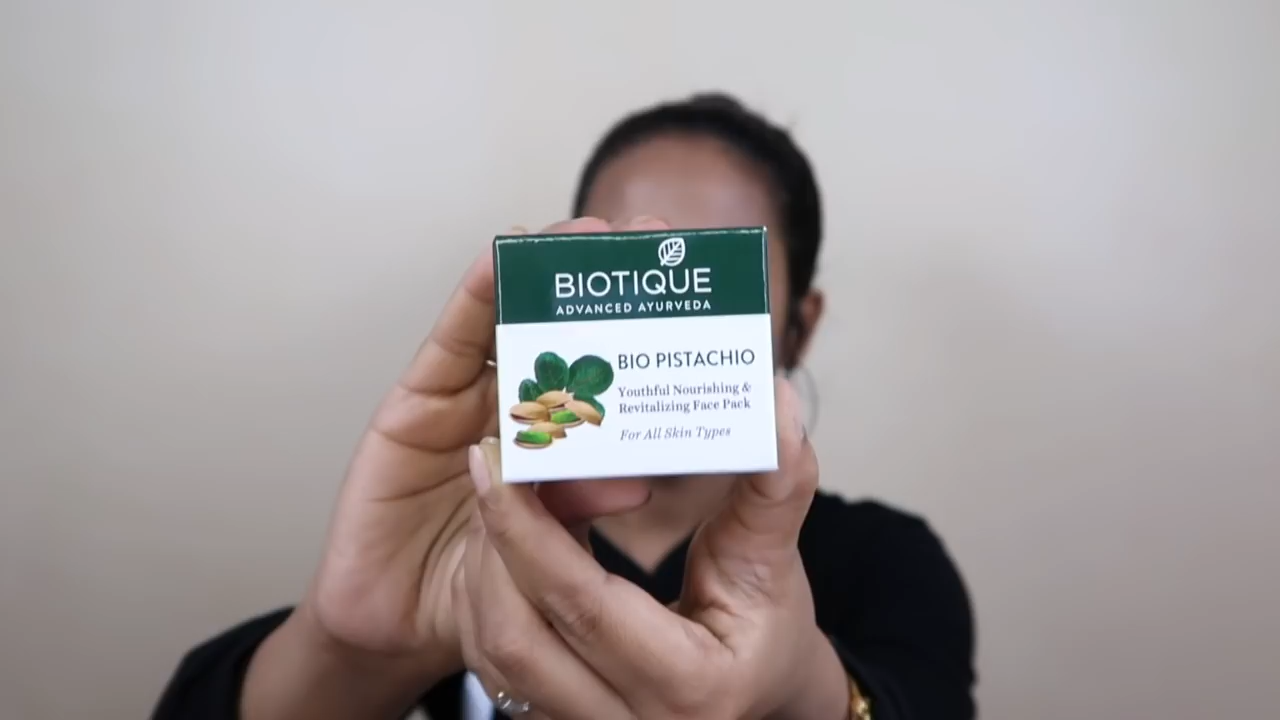 BIOTIQUE
ADVANCED AYURVEDA
BIO PISTACHIO
Youthful Nourishing &
Revitalizing Face Pack
For All Skin Types